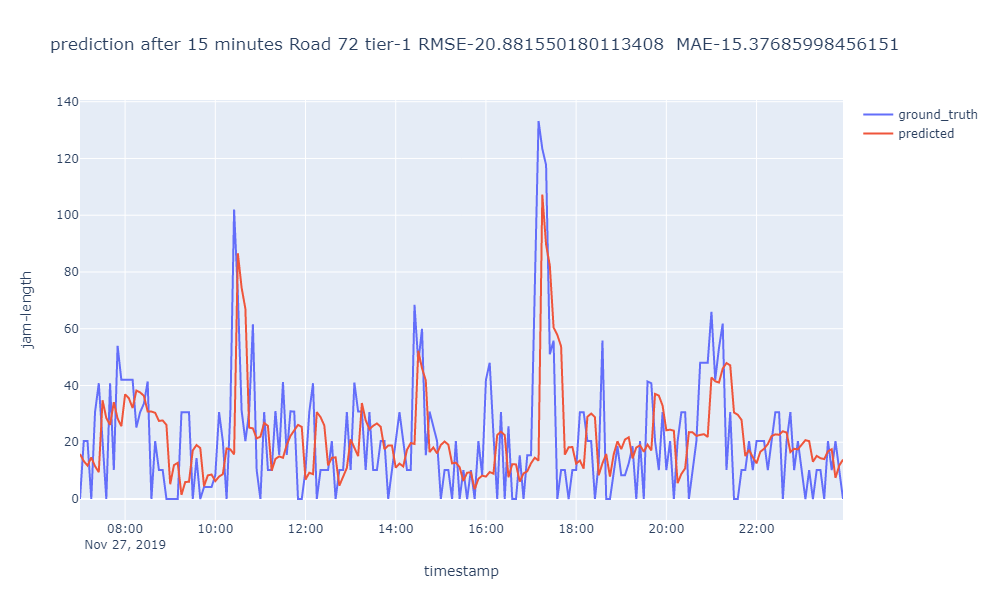 prediction after 15 minutes Road 72 tier-1 RMSE-20.881550180113408  MAE-15.37685998456151
ground_truth
predicted
jam-length
140
120
100
80
60
40
20
0
08:00 10:00 12:00 14:00 16:00 18:00 20:00 22:00
Nov 27, 2019
timestamp